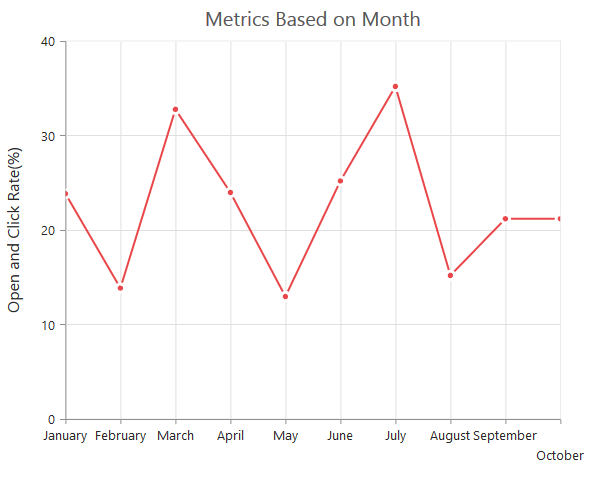 Metrics Based on Month
Open and Click Rate(%)
40
30
20
10
0
January February March April May June July August September
October